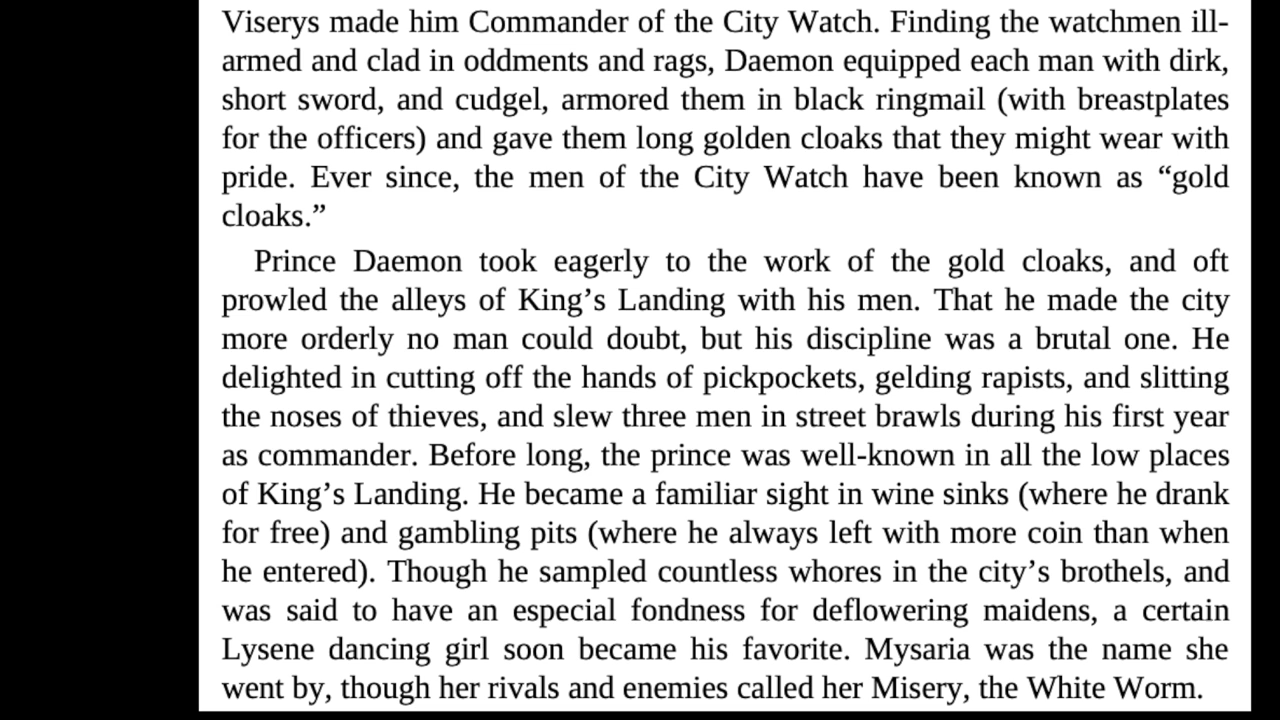 Viserys made him Commander of the City Watch. Finding the watchmen ill-
armed and clad in oddments and rags, Daemon equipped each man with dirk,
short sword, and cudgel, armored them in black ringmail (with breastplates
for the officers) and gave them long golden cloaks that they might wear with
pride. Ever since, the men of the City Watch have been known as “gold
cloaks.”
Prince Daemon took eagerly to the work of the gold cloaks, and oft
prowled the alleys of King’s Landing with his men. That he made the city
more orderly no man could doubt, but his discipline was a brutal one. He
delighted in cutting off the hands of pickpockets, gelding rapists, and slitting
the noses of thieves, and slew three men in street brawls during his first year
as commander. Before long, the prince was well-known in all the low places
of King’s Landing. He became a familiar sight in wine sinks (where he drank
for free) and gambling pits (where he always left with more coin than when
he entered). Though he sampled countless whores in the city’s brothels, and
was said to have an especial fondness for deflowering maidens, a certain
Lysene dancing girl soon became his favorite. Mysaria was the name she
went by, though her rivals and enemies called her Misery, the White Worm.